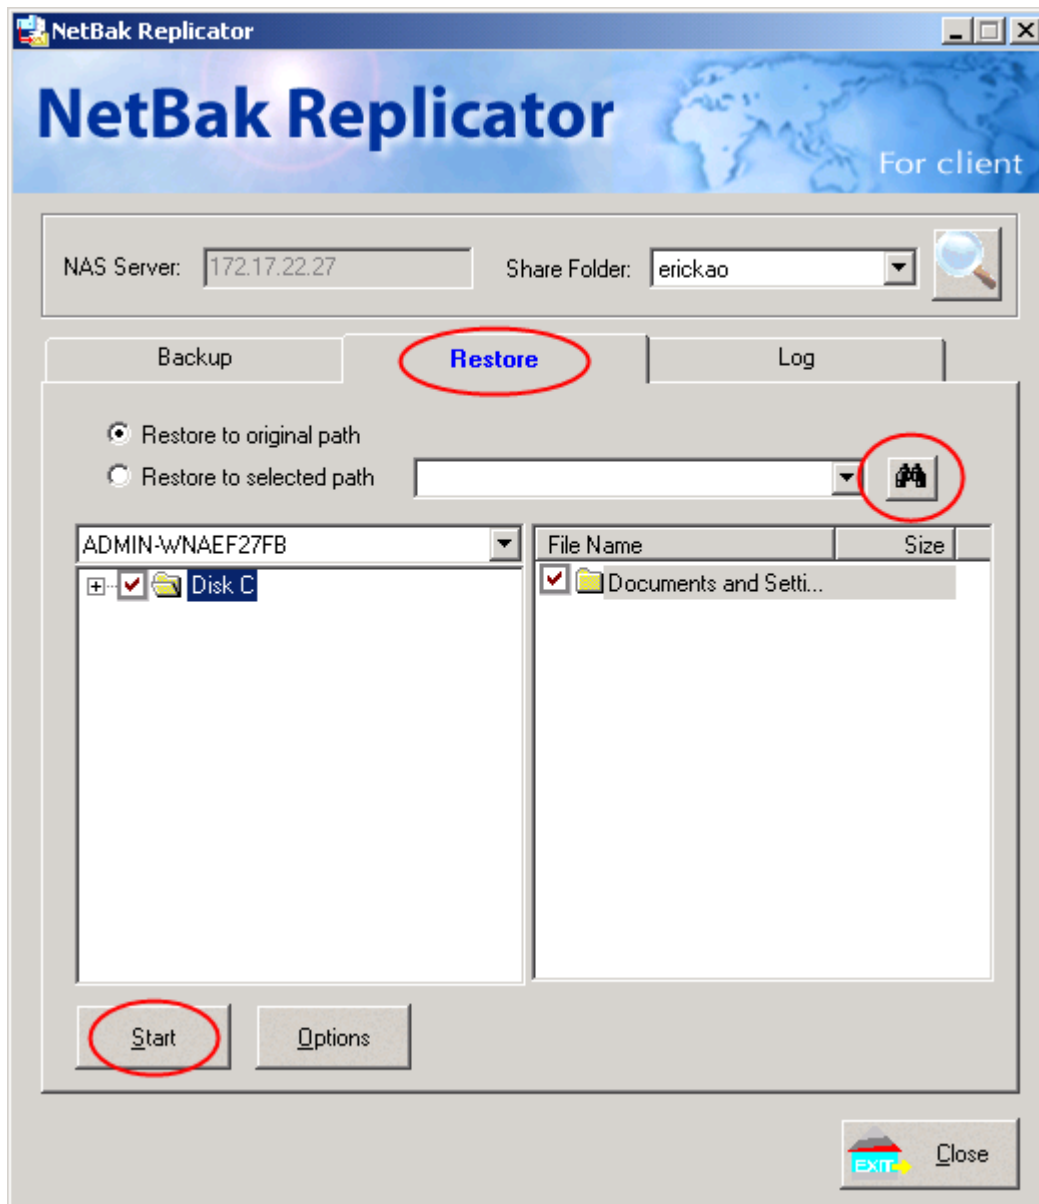 NetBak Replicator
NetBak Replicator
For client
NAS Server: 172.17.22.27 Share Folder: erickao
Backup Restore Log
Restore to original path
Restore to selected path
ADMIN-WNAEF27FB File Name Size
Disk C Documents and Setti...
Start Options
EXIT Close